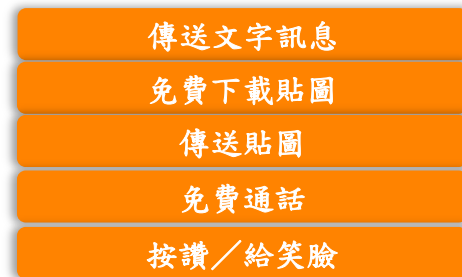 傳送文字訊息
免費下載貼圖
傳送貼圖
免費通話
按讚／給笑臉